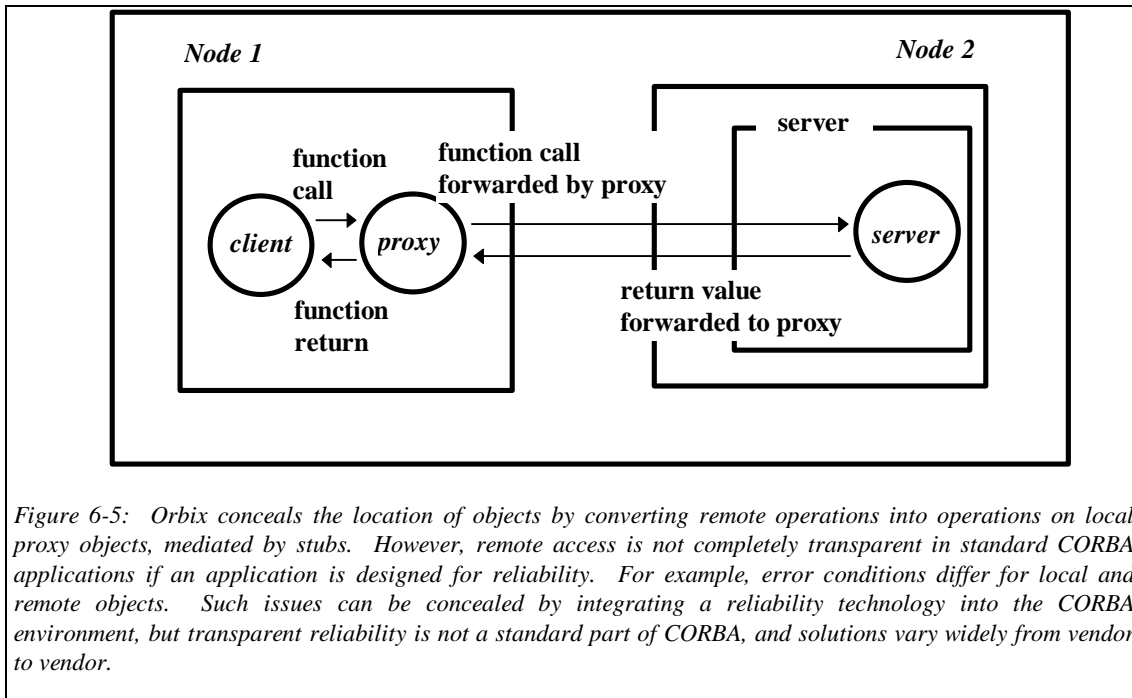 Node 1
Node 2
server
function
call
function call
forwarded by proxy
client
proxy
server
function
return
return value
forwarded to proxy
Figure 6-5: Orbix conceals the location of objects by converting remote operations into operations on local
proxy objects, mediated by stubs. However, remote access is not completely transparent in standard CORBA
applications if an application is designed for reliability. For example, error conditions differ for local and
remote objects. Such issues can be concealed by integrating a reliability technology into the CORBA
environment, but transparent reliability is not a standard part of CORBA, and solutions vary widely from vendor
to vendor.